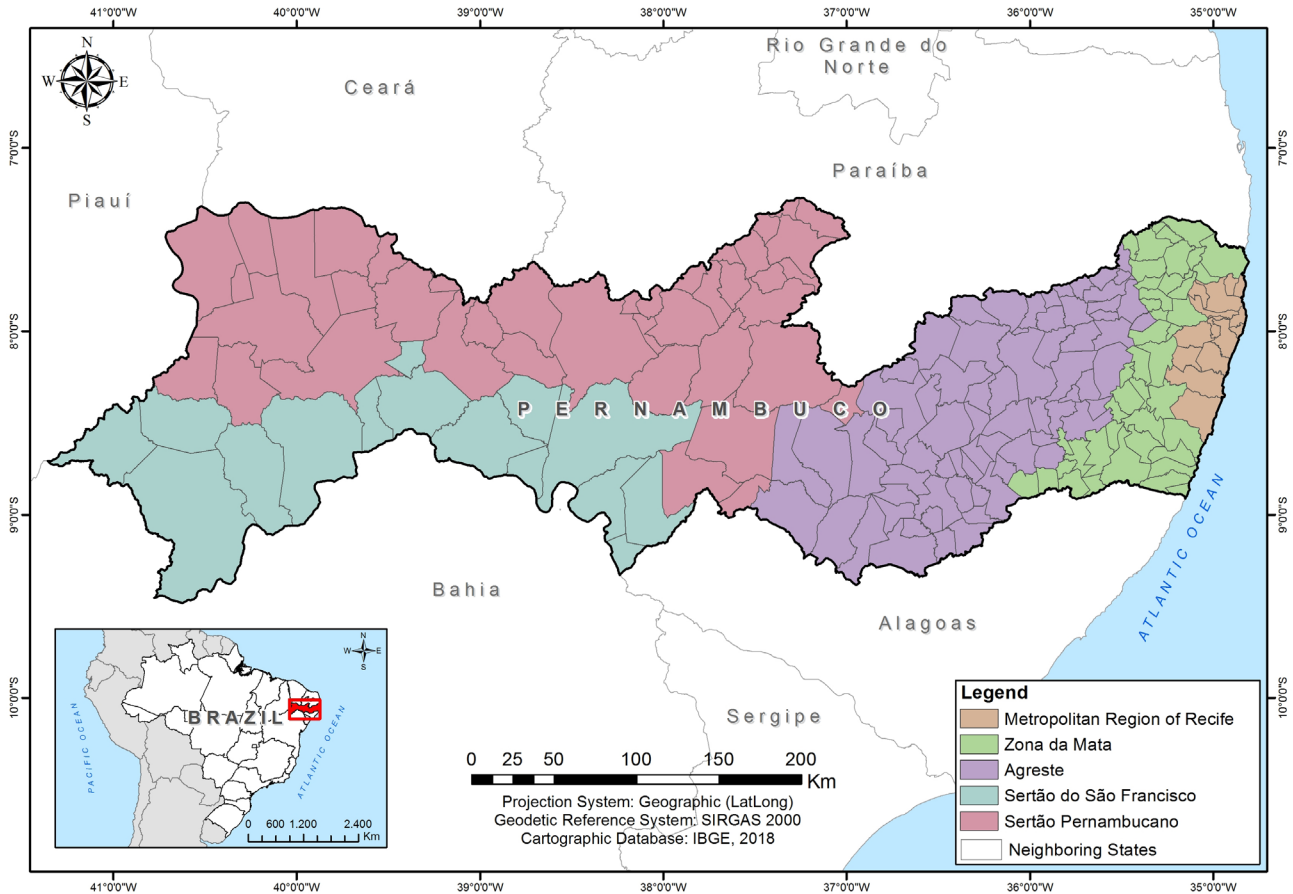 41°0'0"W 40°0'0"W 39°0'0"W 38°0'0"W 37°0'0"W 36°0'0"W 35°0'0"W
N
W E
S
Rio Grande do
Norte
Ceará
7°0'0"S 7°0'0"S
Paraíba
Piauí
8°0'0"S 8°0'0"S
PERNAMBUCO
9°0'0"S 9°0'0"S
ATLANTIC OCEAN
Bahia
Alagoas
Sergipe
10°0'0"S 10°0'0"S
N
W E
S
BRAZIL
PACIFIC OCEAN
ATLANTIC OCEAN
0 600 1.200 2.400
Km
0 25 50 100 150 200
Km
Projection System: Geographic (LatLong)
Geodetic Reference System: SIRGAS 2000
Cartographic Database: IBGE, 2018
Legend
Metropolitan Region of Recife
Zona da Mata
Agreste
Sertão do São Francisco
Sertão Pernambucano
Neighboring States
41°0'0"W 40°0'0"W 39°0'0"W 38°0'0"W 37°0'0"W 36°0'0"W 35°0'0"W